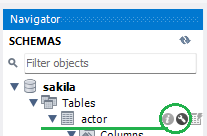 Navigator
SCHEMAS
Filter objects
sakila
Tables
actor
Columns